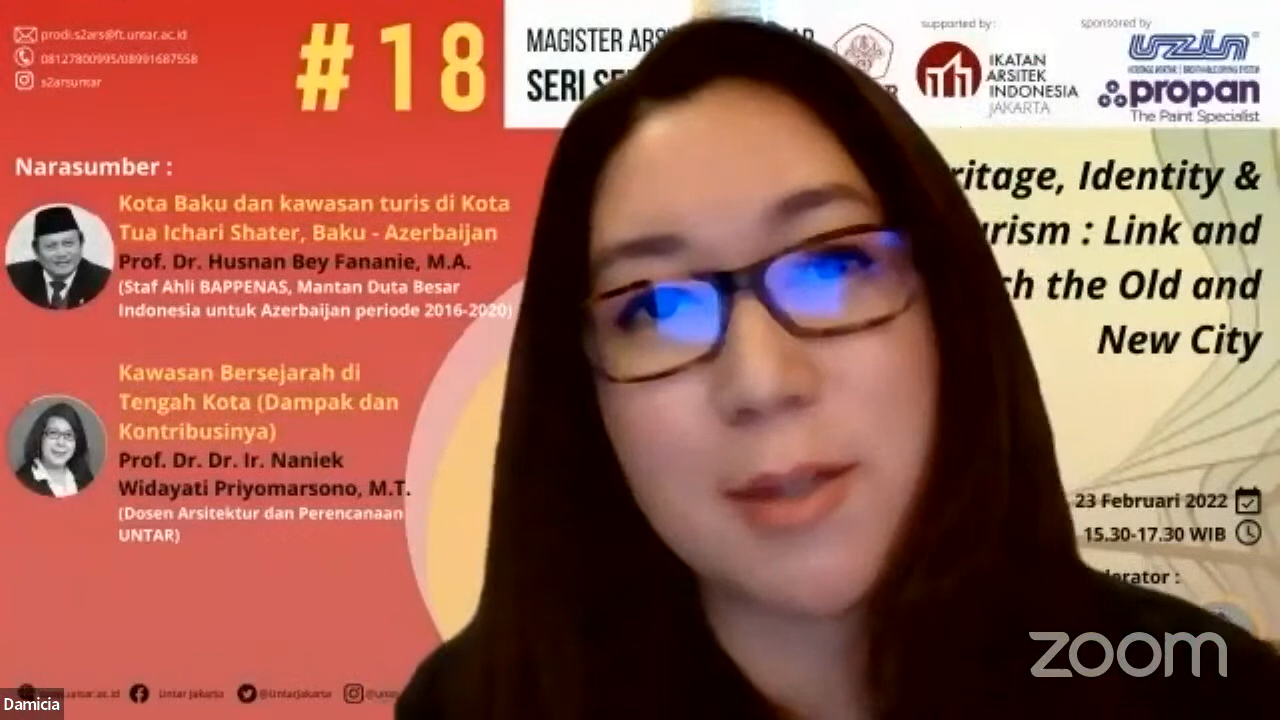 prodi.s2ars@ft.untar.ac.id
08127800995/08991687558
s2arsuntar
#18
MAGISTER
SERI
supported by:
IKATAN
ARSITEK
INDONESIA
JAKARTA
sponsored by
uzin
propan
The Paint Specialist
Narasumber :
Kota Baku dan kawasan turis di Kota
Tua Ichari Shater, Baku - Azerbaijan
Prof. Dr. Husnan Bey Fananie, M.A.
(Staf Ahli BAPPENAS, Mantan Duta Besar
Indonesia untuk Azerbaijan periode 2016-2020)
Kawasan Bersejarah di
Tengah Kota (Dampak dan
Kontribusinya)
Prof. Dr. Dr. Ir. Naniek
Widayati Priyomarsono, M.T.
(Dosen Arsitektur dan Perencanaan
UNTAR)
ritage, Identity &
rism : Link and
ch the Old and
New City
23 Februari 2022
15.30-17.30 WIB
erator :
zoom
Untar Jakarta
@UntarJakarta
Damicia